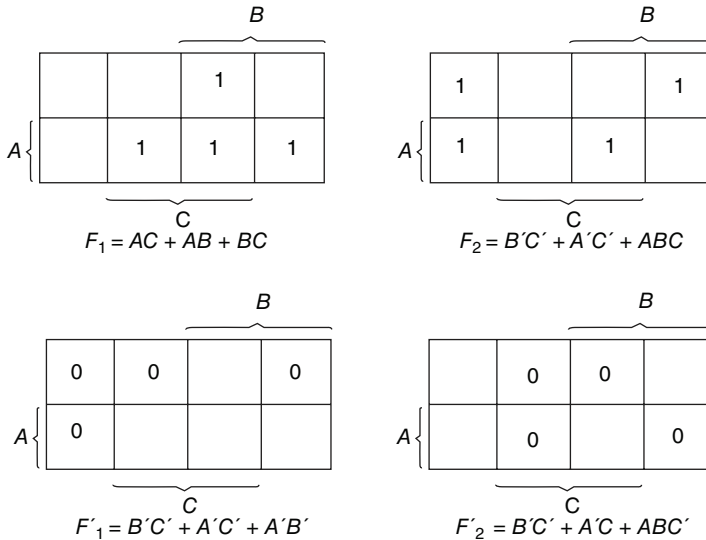 B B
1 1 1
A 1 1 1 A 1 1
C C
F₁ = AC + AB + BC F₂ = B′C′ + A′C′ + ABC
B B
0 0 0 0 0
A 0 A 0 0
C C
F′₁ = B′C′ + A′C′ + A′B′ F′₂ = B′C′ + A′C + ABC′